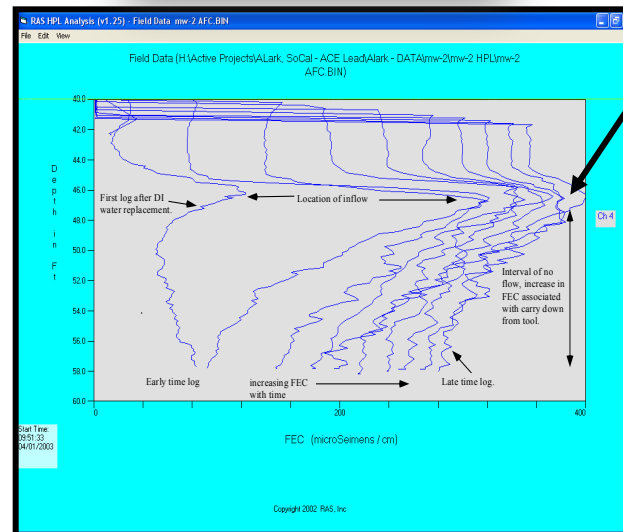 RAS HPL Analysis (v1.25) - Field Data mw-2 AFC.BIN
File Edit View
Field Data (H:\Active Projects\ALark, SoCal - ACE Lead\Alark - DATA\mw-2\mw-2 HPL\mw-2
AFC.BIN)
40.0
42.0
44.0
46.0
48.0
50.0
52.0
54.0
56.0
58.0
60.0
Depth in Ft
First log after DI
water replacement.
Location of inflow
Ch 4
Interval of no
flow, increase in
FEC associated
with carry down
from tool.
Early time log
increasing FEC
with time
Late time log.
0
200
400
Start Time:
09:51:33
04/01/2003
FEC (microSeimens / cm)
Copyright 2002 RAS, Inc